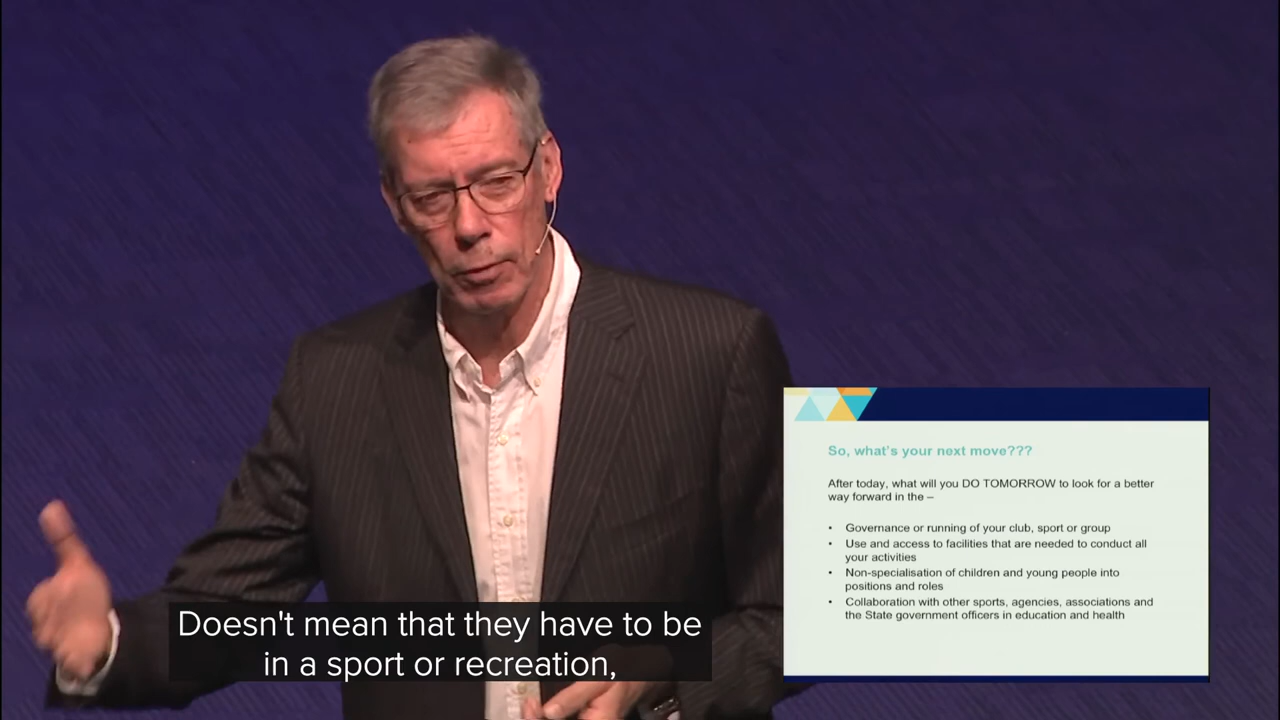 So, what's your next move???
After today, what will you DO TOMORROW to look for a better
way forward in the –
• Governance or running of your club, sport or group
• Use and access to facilities that are needed to conduct all
your activities
• Non-specialisation of children and young people into
positions and roles
• Collaboration with other sports, agencies, associations and
the State government officers in education and health
Doesn't mean that they have to be
in a sport or recreation,